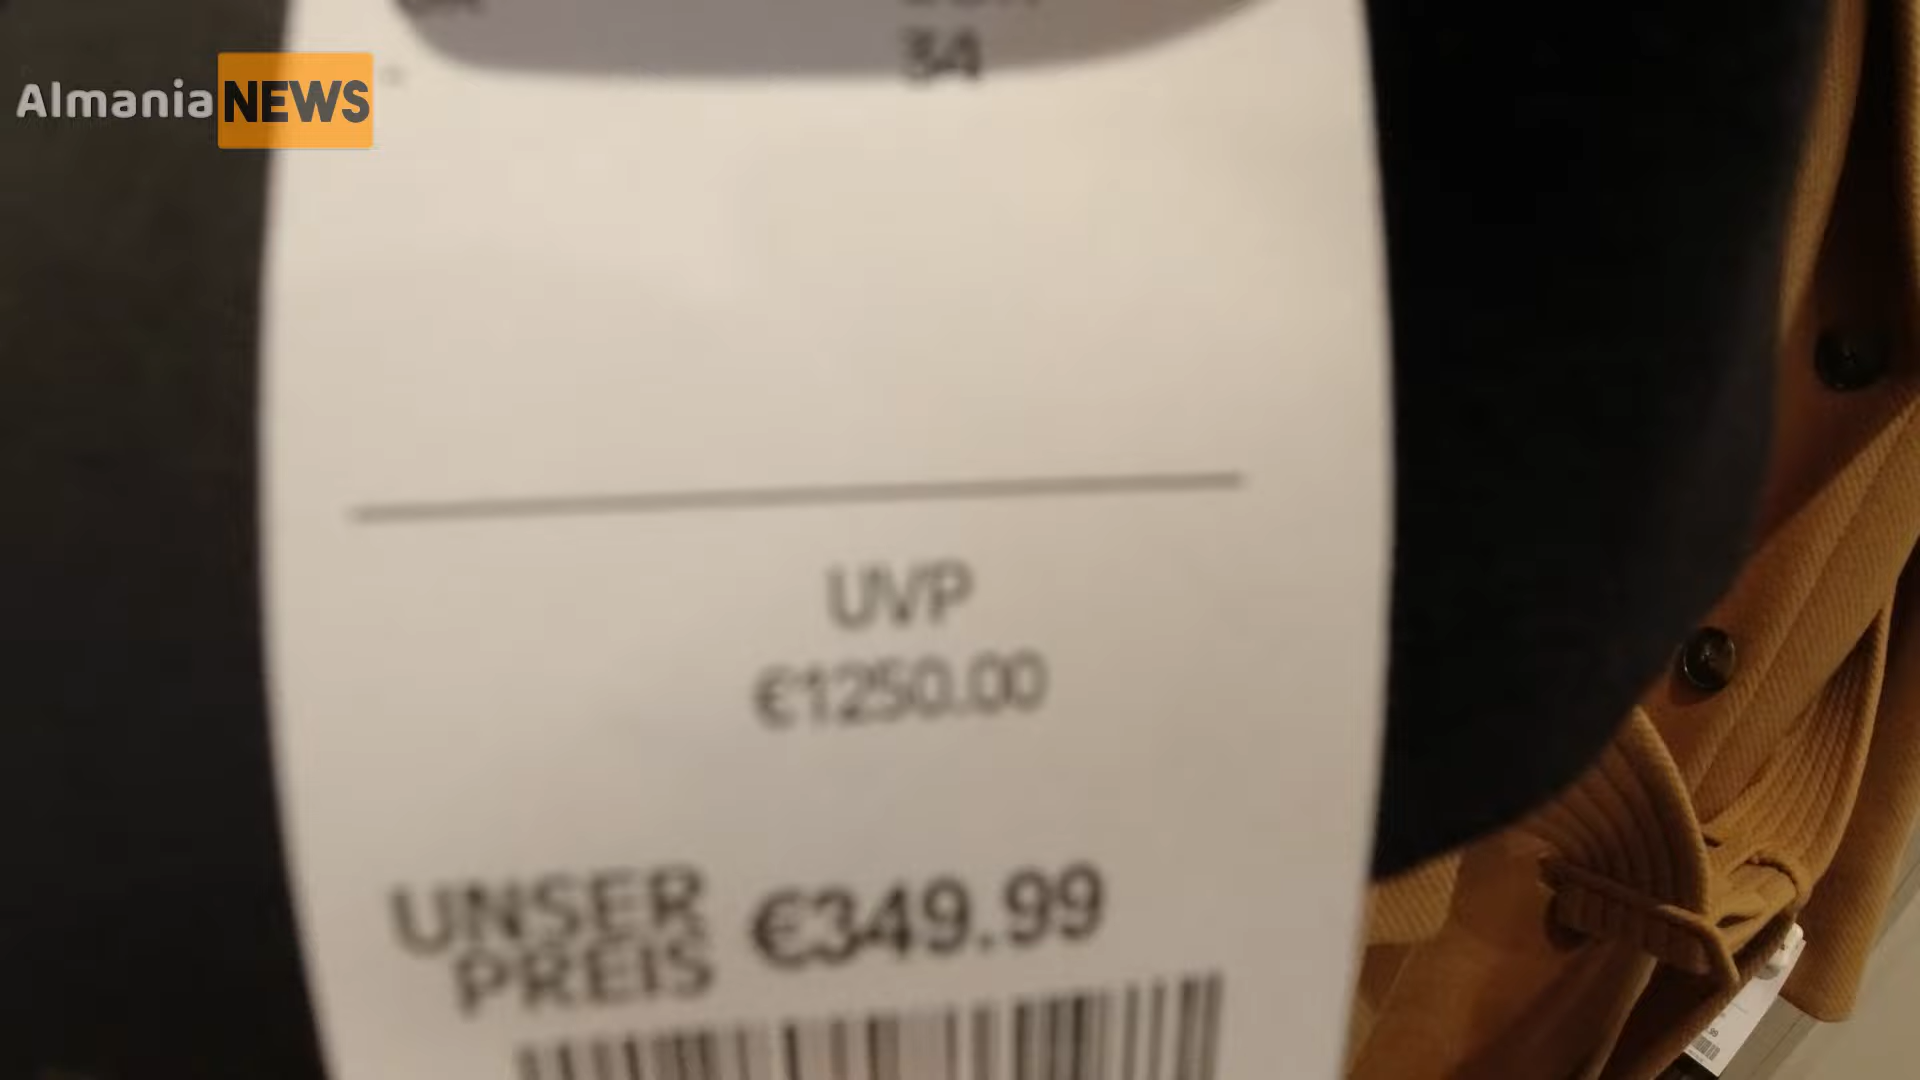 34
AlmaniaNEWS
UVP
€1250.00
UNSER €349.99
PREIS